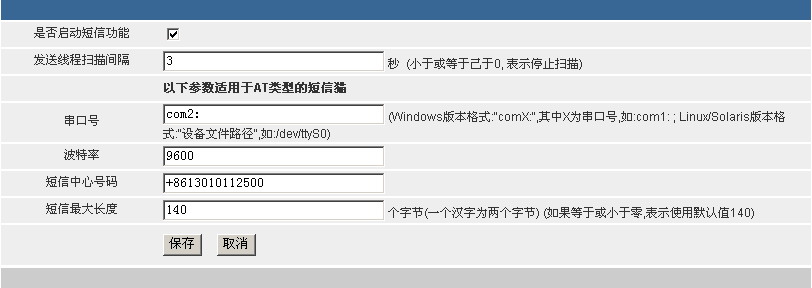 是否启动短信功能
发送线程扫描间隔 3 秒 (小于或等于己于0, 表示停止扫描)
以下参数适用于AT类型的短信猫
串口号 com2: (Windows版本格式:"comX:",其中X为串口号,如:com1: ; Linux/Solaris版本格
式:"设备文件路径",如:/dev/ttyS0)
波特率 9600
短信中心号码 +8613010112500
短信最大长度 140 个字节(一个汉字为两个字节) (如果等于或小于零,表示使用默认值140)
保存 取消